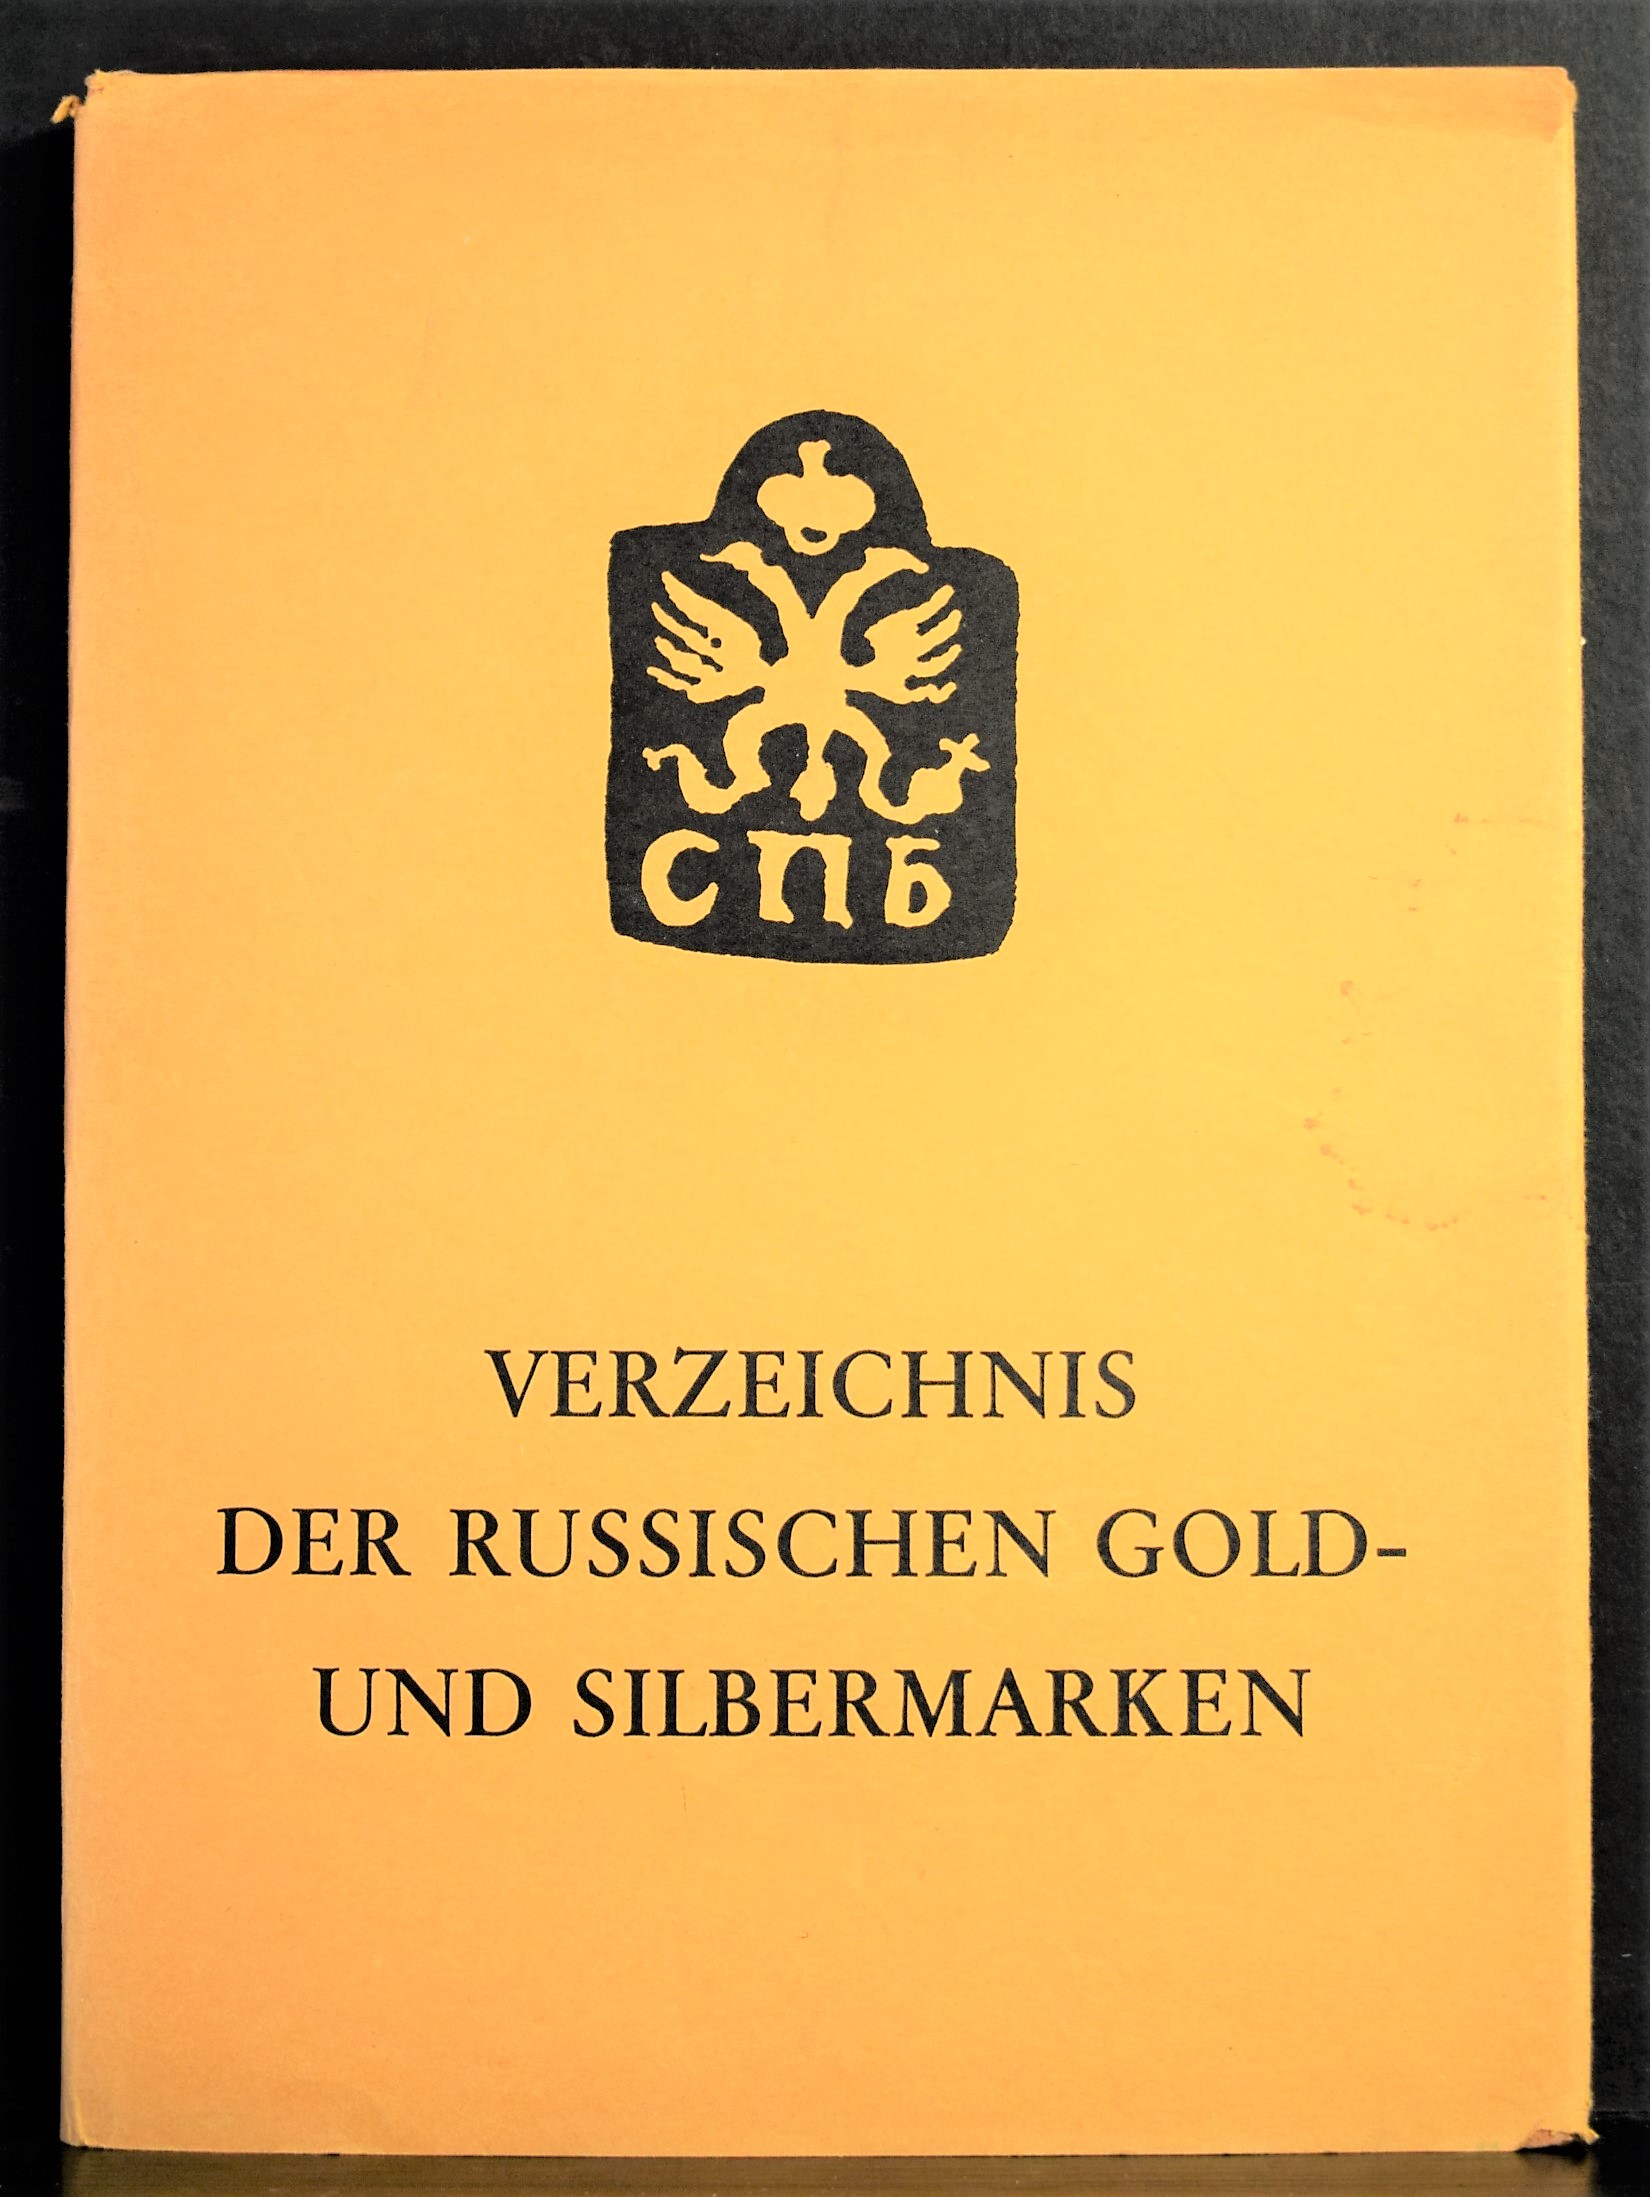 СПБ
VERZEICHNIS
DER RUSSISCHEN GOLD-
UND SILBERMARKEN